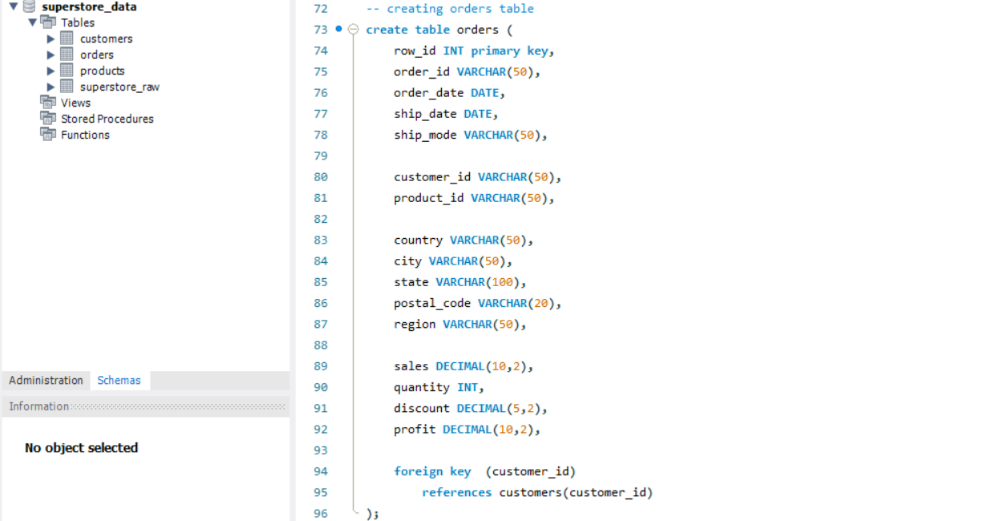 superstore_data
Tables
customers
orders
products
superstore_raw
Views
Stored Procedures
Functions
Administration Schemas
Information
No object selected
72 -- creating orders table
73 create table orders (
74 row_id INT primary key,
75 order_id VARCHAR(50),
76 order_date DATE,
77 ship_date DATE,
78 ship_mode VARCHAR(50),
79
80 customer_id VARCHAR(50),
81 product_id VARCHAR(50),
82
83 country VARCHAR(50),
84 city VARCHAR(50),
85 state VARCHAR(100),
86 postal_code VARCHAR(20),
87 region VARCHAR(50),
88
89 sales DECIMAL(10,2),
90 quantity INT,
91 discount DECIMAL(5,2),
92 profit DECIMAL(10,2),
93
94 foreign key  (customer_id)
95 references customers(customer_id)
96 );